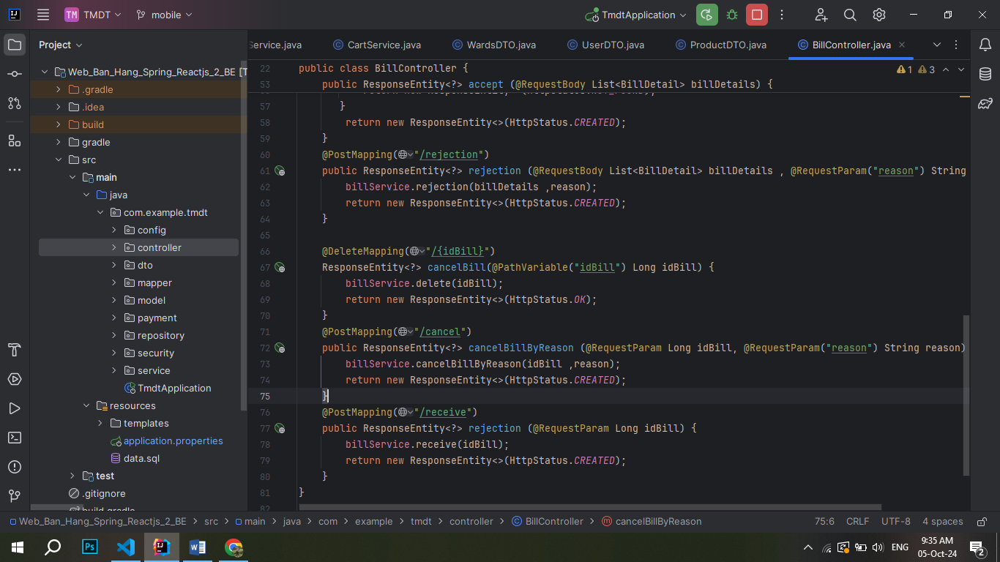 TM TMDT mobile TmdtApplication
Project
Service.java CartService.java WardsDTO.java UserDTO.java ProductDTO.java BillController.java
Web_Ban_Hang_Spring_Reactjs_2_BE [T
.gradle
.idea
build
gradle
src
main
java
com.example.tmdt
config
controller
dto
mapper
model
payment
repository
security
service
TmdtApplication
resources
templates
application.properties
data.sql
test
.gitignore
build.gradle
1 3
22 public class BillController {
53 public ResponseEntity<?> accept (@RequestBody List<BillDetail> billDetails) {
57 }
58 return new ResponseEntity<>(HttpStatus.CREATED);
59 }
60 @PostMapping("/rejection")
61 public ResponseEntity<?> rejection (@RequestBody List<BillDetail> billDetails , @RequestParam("reason") String
62 billService.rejection(billDetails ,reason);
63 return new ResponseEntity<>(HttpStatus.CREATED);
64 }
65
66 @DeleteMapping("/{idBill}")
67 ResponseEntity<?> cancelBill(@PathVariable("idBill") Long idBill) {
68 billService.delete(idBill);
69 return new ResponseEntity<>(HttpStatus.OK);
70 }
71 @PostMapping("/cancel")
72 public ResponseEntity<?> cancelBillByReason (@RequestParam Long idBill, @RequestParam("reason") String reason)
73 billService.cancelBillByReason(idBill ,reason);
74 return new ResponseEntity<>(HttpStatus.CREATED);
75 }
76 @PostMapping("/receive")
77 public ResponseEntity<?> rejection (@RequestParam Long idBill) {
78 billService.receive(idBill);
79 return new ResponseEntity<>(HttpStatus.CREATED);
80 }
81 }
82
Web_Ban_Hang_Spring_Reactjs_2_BE > src > main > java > com > example > tmdt > controller > BillController > cancelBillByReason 75:6 CRLF UTF-8 4 spaces
ENG 9:35 AM
05-Oct-24 2